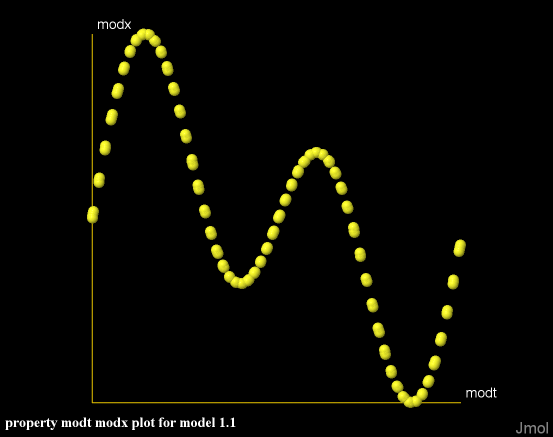 modx
modt
property modt modx plot for model 1.1
Jmol